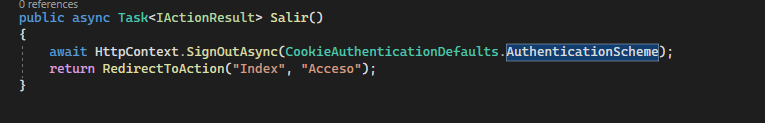 0 references
public async Task<IActionResult> Salir()
{
await HttpContext.SignOutAsync(CookieAuthenticationDefaults.AuthenticationScheme);
return RedirectToAction("Index", "Acceso");
}